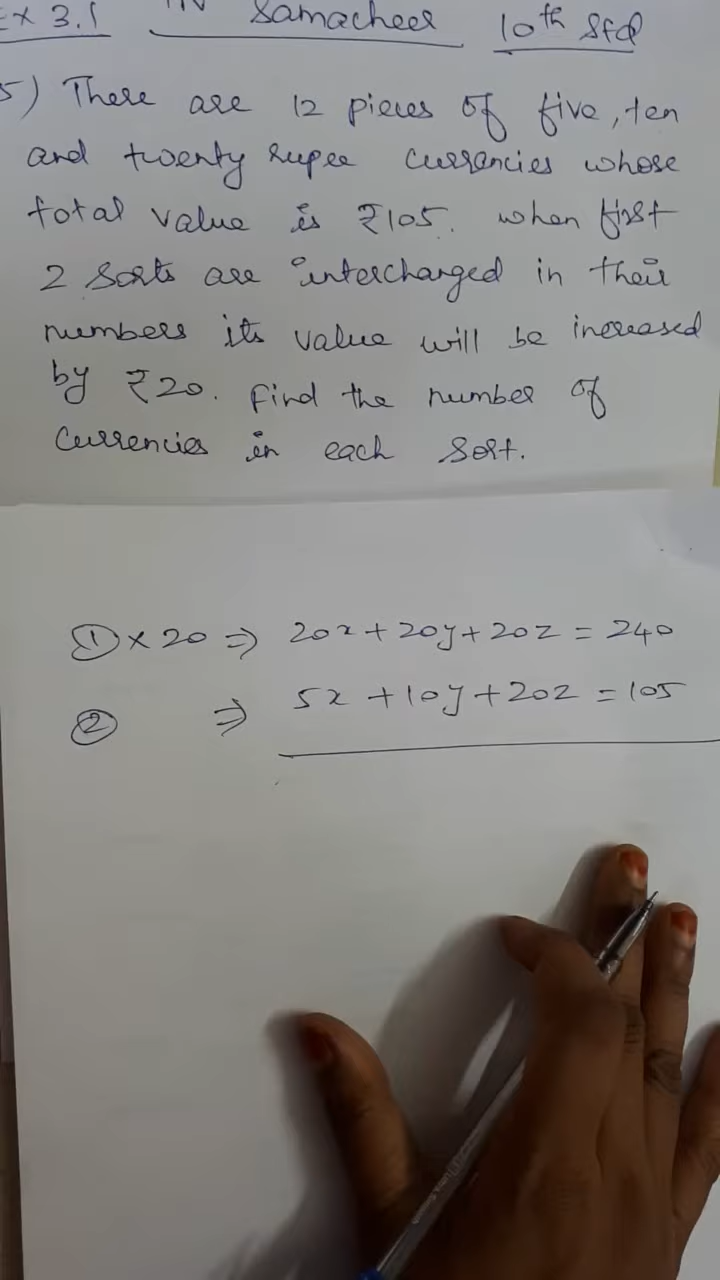 Ex 3.1 TN Samacheer 10th Std
5) There are 12 pieces of five, ten
and twenty rupee currencies whose
total value is ₹105. when first
2 Sorts are interchanged in their
numbers its value will be increased
by ₹20. Find the number of
Currencies in each Sort.
① × 20 ⇒ 20x + 20y + 20z = 240
② ⇒ 5x + 10y + 20z = 105